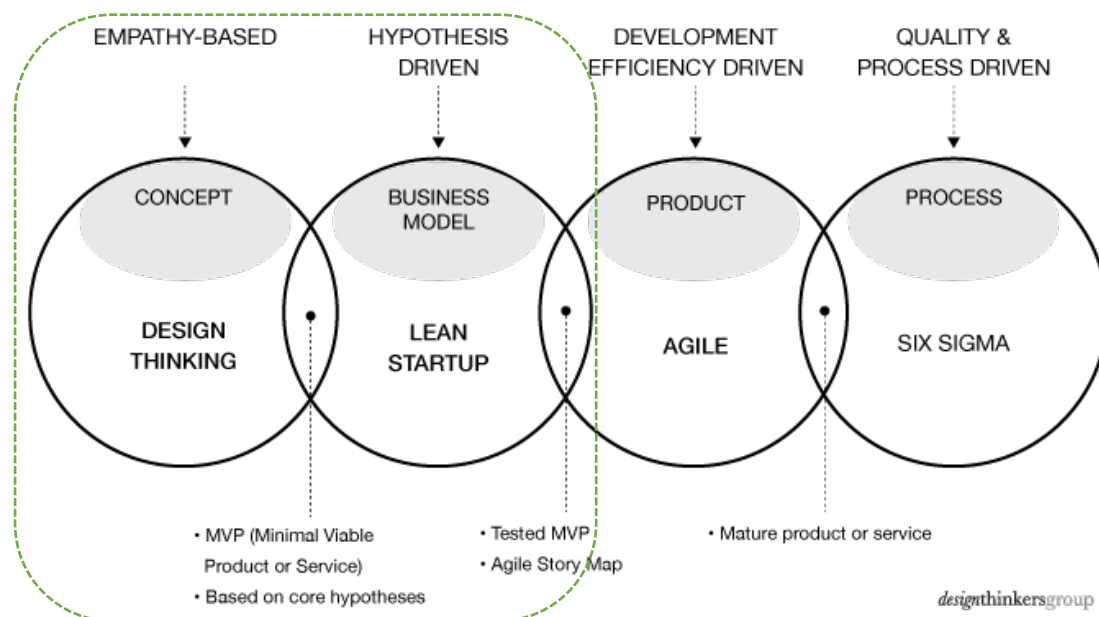 EMPATHY-BASED
HYPOTHESIS
DRIVEN
DEVELOPMENT
EFFICIENCY DRIVEN
QUALITY &
PROCESS DRIVEN
CONCEPT
BUSINESS
MODEL
PRODUCT
PROCESS
DESIGN
THINKING
LEAN
STARTUP
AGILE
SIX SIGMA
• MVP (Minimal Viable
Product or Service)
• Based on core hypotheses
• Tested MVP
• Agile Story Map
• Mature product or service
designthinkersgroup